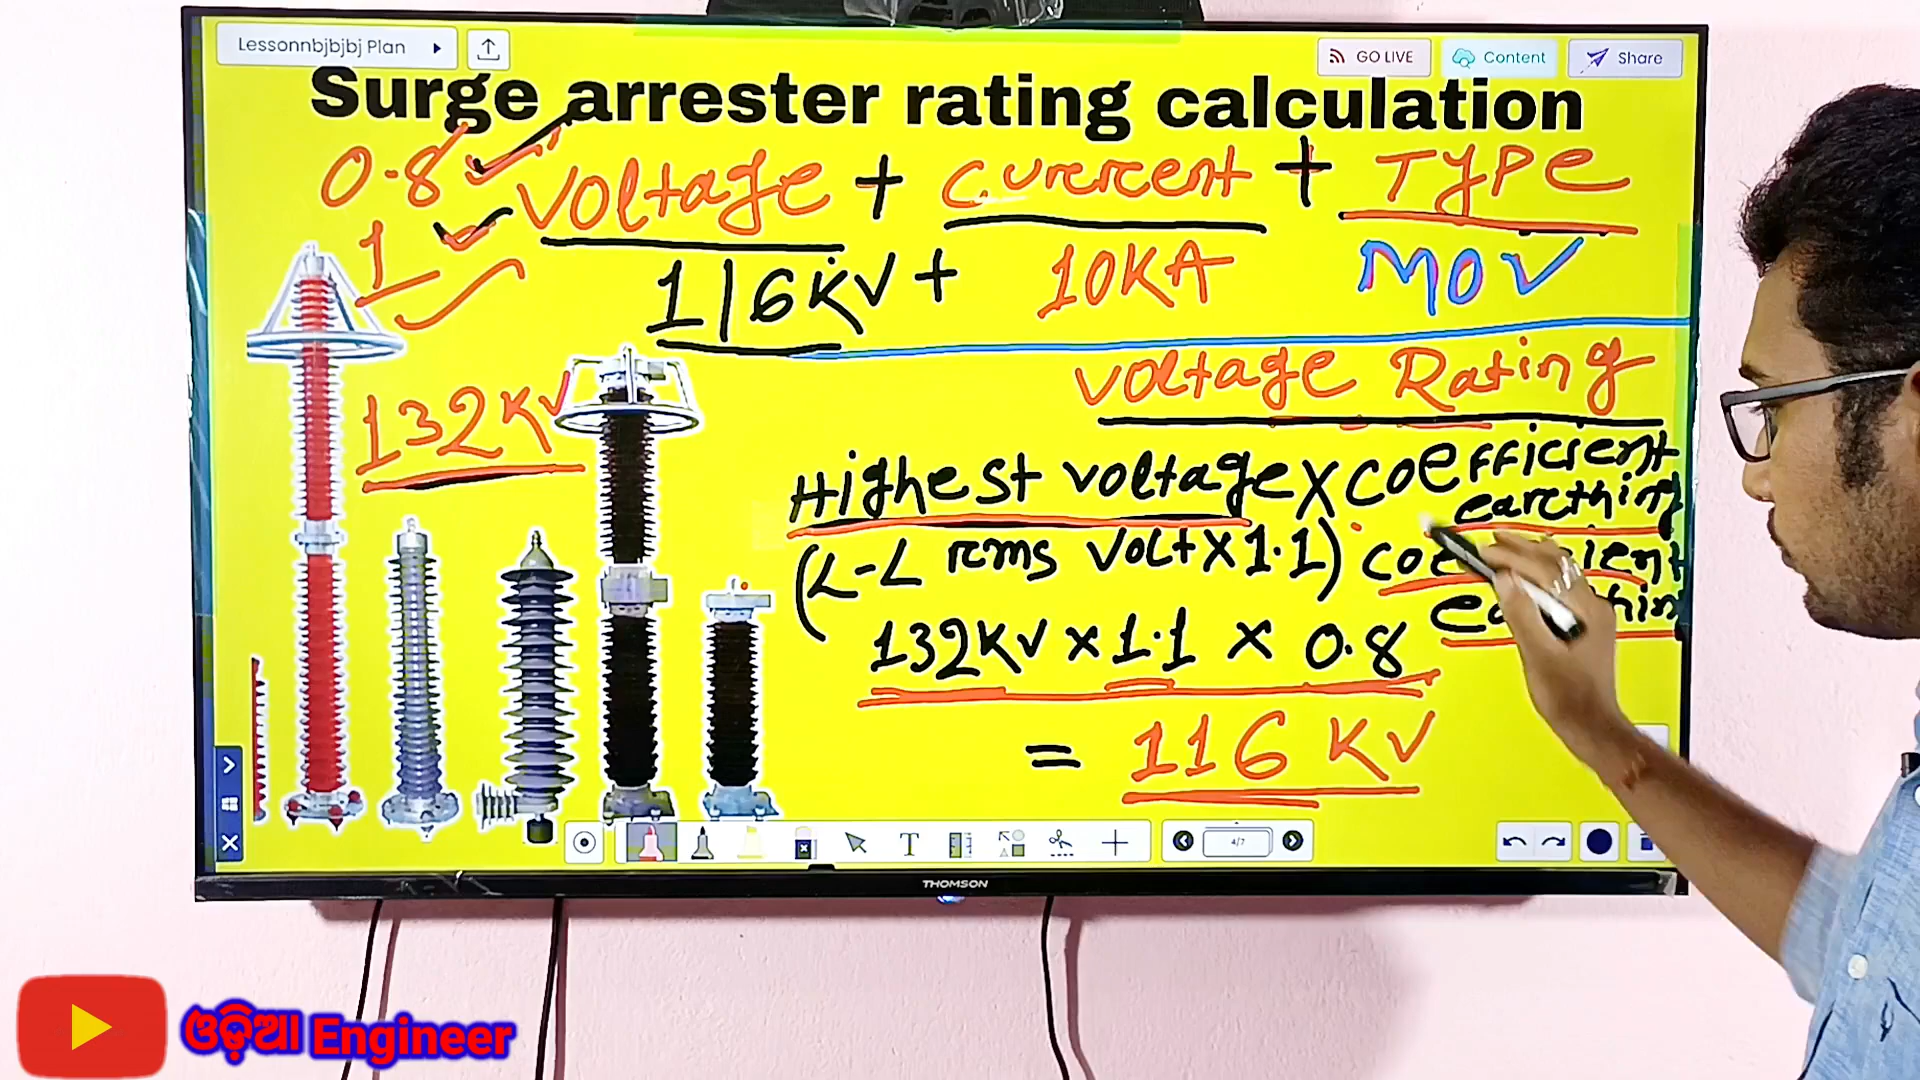 Lessonnbjbjbj Plan
GO LIVE
Content
Share
Surge arrester rating calculation
0.8
1
Voltage + Current + Type
116KV + 10KA MOV
132KV
Voltage Rating
Highest voltage X coefficient
earthing
(L-L rms volt X 1.1)
132KV X 1.1 X 0.8
= 116 KV
4/7
THOMSON
ଓଡ଼ିଆ Engineer